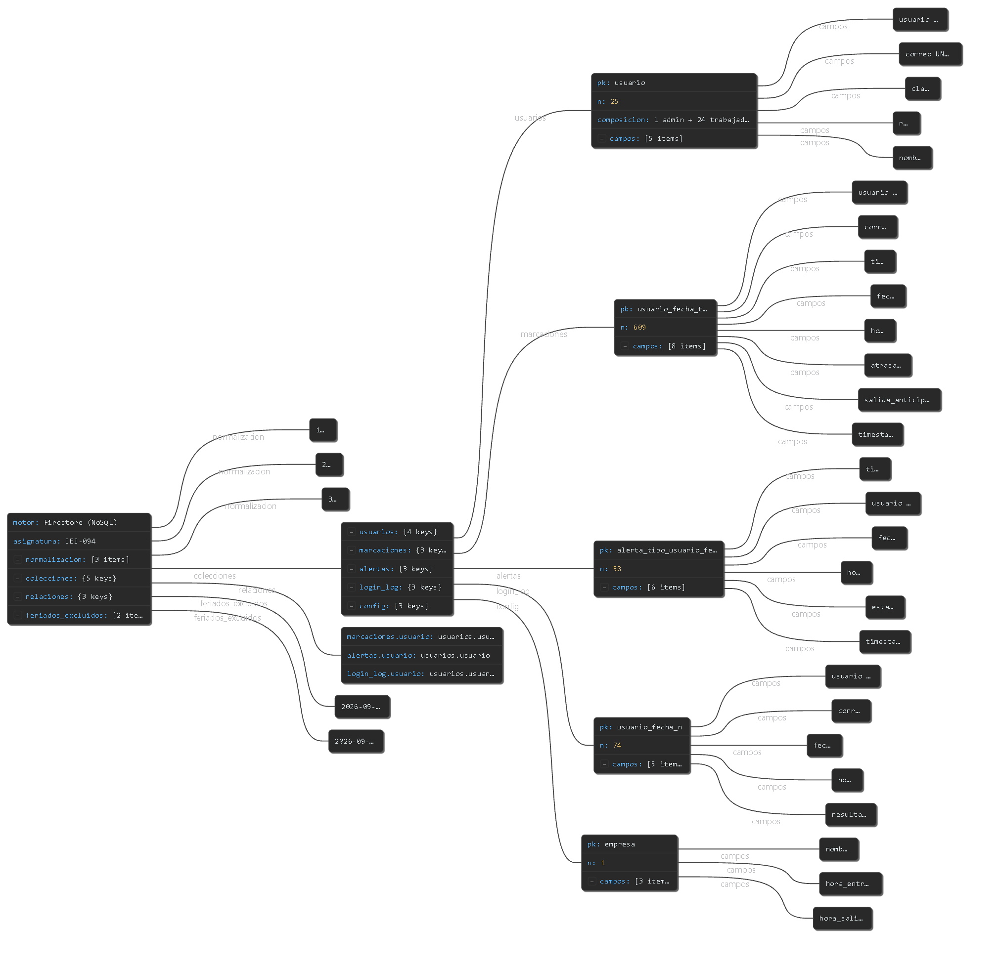 motor: Firestore (NoSQL)
asignatura: IEI-094
normalizacion: [3 items]
colecciones: {5 keys}
relaciones: {3 keys}
feriados_excluidos: [2 ite…
normalizacion
normalizacion
normalizacion
colecciones
relaciones
feriados_excluidos
feriados_excluidos
1…
2…
3…
usuarios: {4 keys}
marcaciones: {3 key…
alertas: {3 keys}
login_log: {3 keys}
config: {3 keys}
marcaciones.usuario: usuarios.usu…
alertas.usuario: usuarios.usuario
login_log.usuario: usuarios.usuar…
2026-09-…
2026-09-…
usuarios
marcaciones
alertas
login_log
config
pk: usuario
n: 25
composicion: 1 admin + 24 trabajad…
campos: [5 items]
campos
campos
campos
campos
campos
usuario …
correo UN…
cla…
r…
nomb…
pk: usuario_fecha_t…
n: 609
campos: [8 items]
campos
campos
campos
campos
campos
campos
campos
campos
usuario …
corr…
ti…
fec…
ho…
atrasa…
salida_anticip…
timesta…
pk: alerta_tipo_usuario_fe…
n: 58
campos: [6 items]
campos
campos
campos
campos
campos
campos
ti…
usuario …
fec…
ho…
esta…
timesta…
pk: usuario_fecha_n
n: 74
campos: [5 item…
campos
campos
campos
campos
campos
usuario …
corr…
fec…
ho…
resulta…
pk: empresa
n: 1
campos: [3 item…
campos
campos
campos
nomb…
hora_entr…
hora_sali…